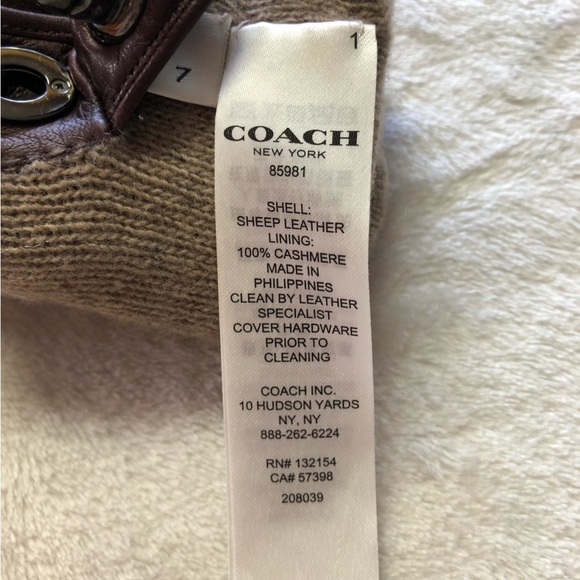 7
1
COACH
NEW YORK
85981
SHELL:
SHEEP LEATHER
LINING:
100% CASHMERE
MADE IN
PHILIPPINES
CLEAN BY LEATHER
SPECIALIST
COVER HARDWARE
PRIOR TO
CLEANING
COACH INC.
10 HUDSON YARDS
NY, NY
888-262-6224
RN# 132154
CA# 57398
208039